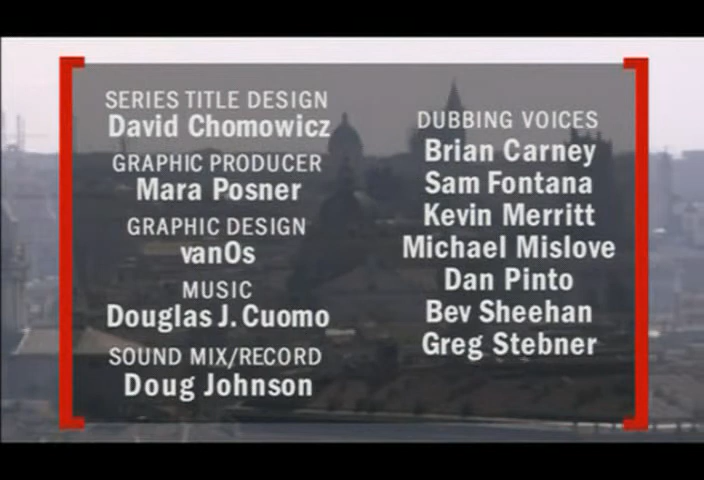 SERIES TITLE DESIGN
David Chomowicz
GRAPHIC PRODUCER
Mara Posner
GRAPHIC DESIGN
vanOs
MUSIC
Douglas J. Cuomo
SOUND MIX/RECORD
Doug Johnson
DUBBING VOICES
Brian Carney
Sam Fontana
Kevin Merritt
Michael Mislove
Dan Pinto
Bev Sheehan
Greg Stebner